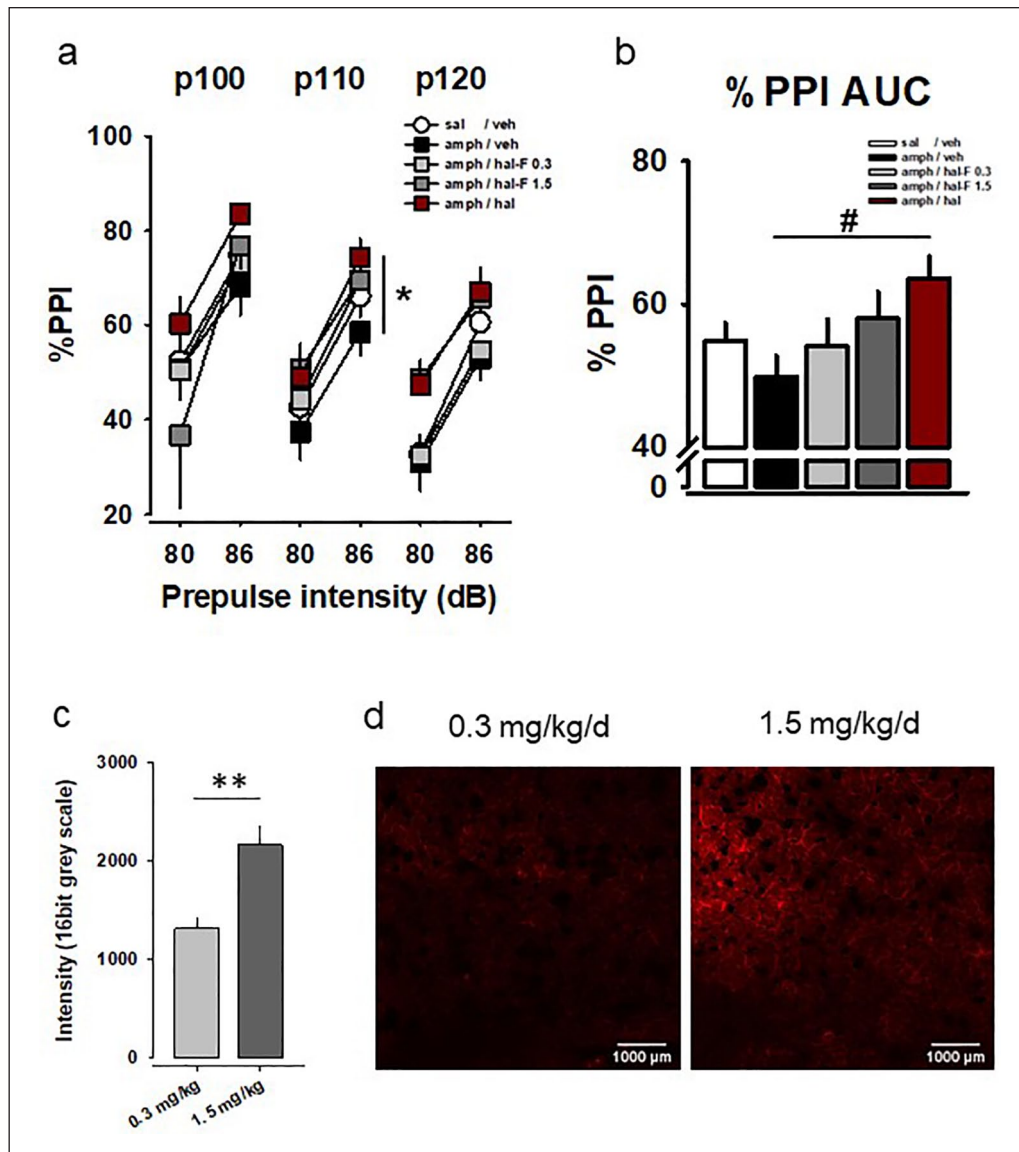 a
p100 p110 p120
sal / veh
amph / veh
amph / hal-F 0.3
amph / hal-F 1.5
amph / hal
100
80
60
40
20
%PPI
*
80 86 80 86 80 86
Prepulse intensity (dB)
b
% PPI AUC
sal / veh
amph / veh
amph / hal-F 0.3
amph / hal-F 1.5
amph / hal
80
60
40
0
% PPI
#
c
3000
2000
1000
0
Intensity (16bit grey scale)
**
0.3 mg/kg
1.5 mg/kg
d
0.3 mg/kg/d
1.5 mg/kg/d
1000 µm
1000 µm